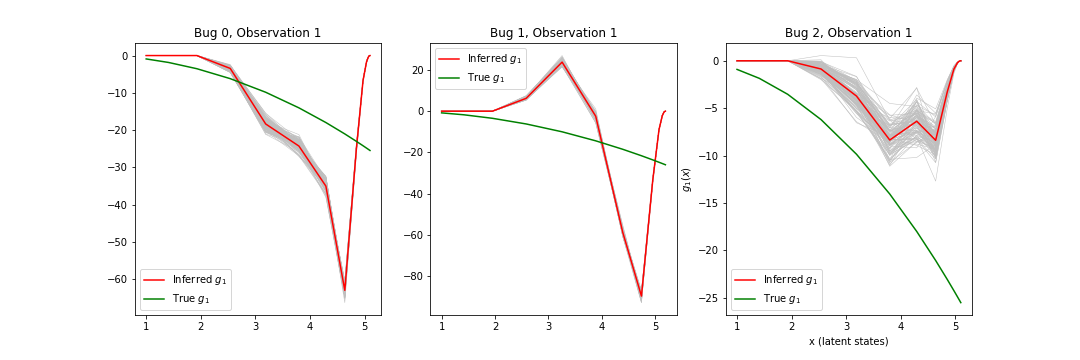 Bug 0, Observation 1
0
−10
−20
−30
−40
−50
−60
Inferred g₁
True g₁
1 2 3 4 5
Bug 1, Observation 1
Inferred g₁
True g₁
20
0
−20
−40
−60
−80
1 2 3 4 5
Bug 2, Observation 1
g₁(x)
0
−5
−10
−15
−20
−25
Inferred g₁
True g₁
1 2 3 4 5
x (latent states)